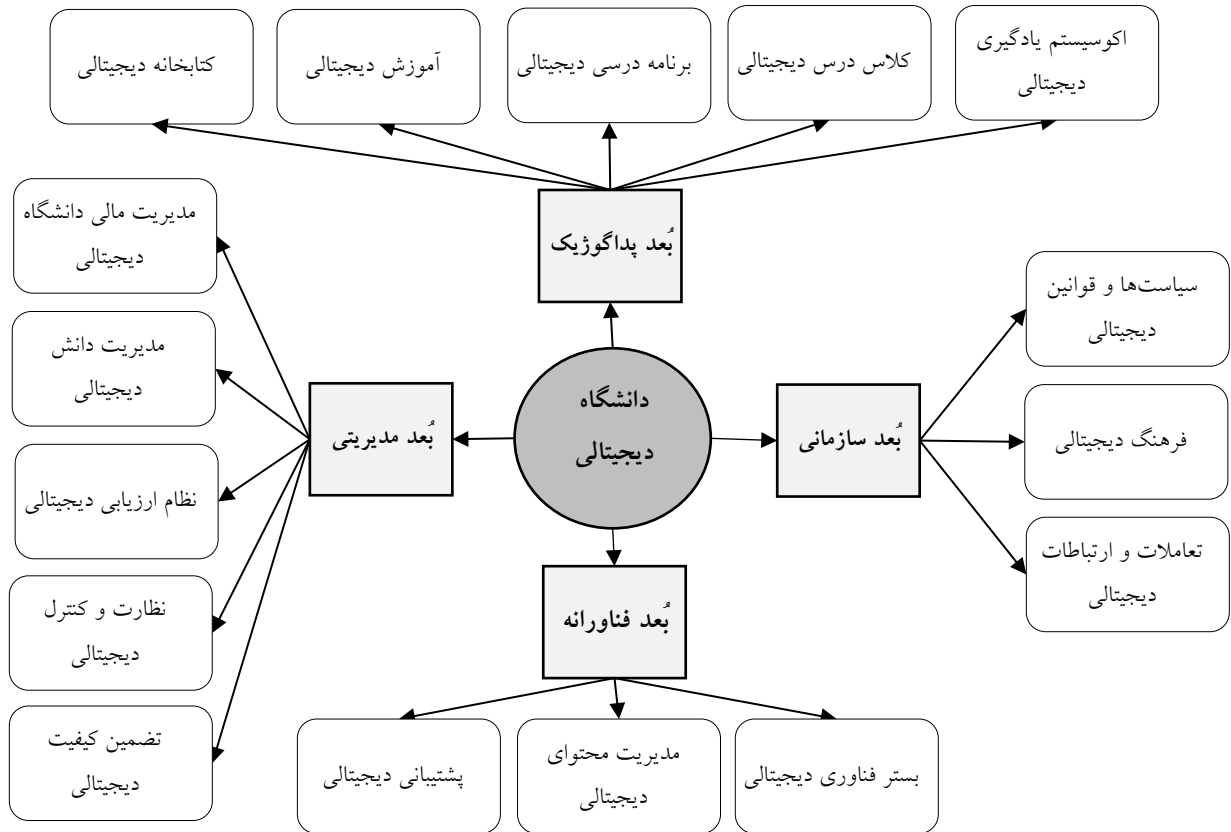 اکوسیستم یادگیری
دیجیتالی
کلاس درس دیجیتالی
برنامه درسی دیجیتالی
آموزش دیجیتالی
کتابخانه دیجیتالی
بُعد پداگوژیک
سیاست‌ها و قوانین
دیجیتالی
فرهنگ دیجیتالی
تعاملات و ارتباطات
دیجیتالی
بُعد سازمانی
دانشگاه
دیجیتالی
بُعد مدیریتی
مدیریت مالی دانشگاه
دیجیتالی
مدیریت دانش
دیجیتالی
نظام ارزیابی دیجیتالی
نظارت و کنترل
دیجیتالی
تضمین کیفیت
دیجیتالی
بُعد فناورانه
بستر فناوری دیجیتالی
مدیریت محتوای
دیجیتالی
پشتیبانی دیجیتالی